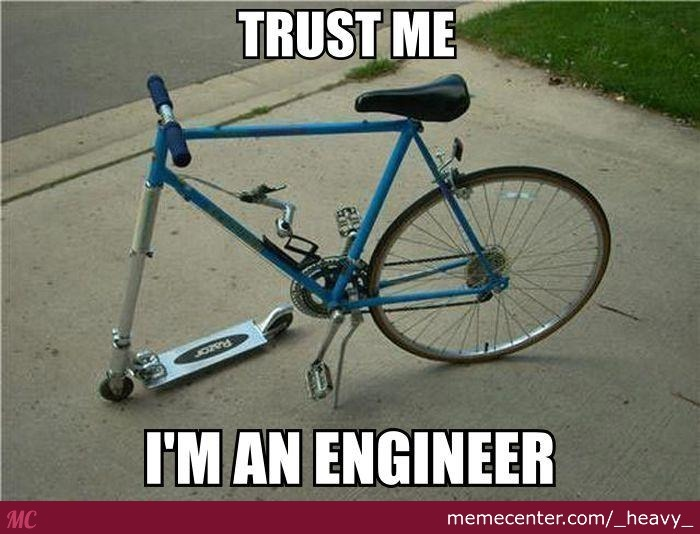 TRUST ME
RAZOR
I'M AN ENGINEER
MC
memecenter.com/_heavy_